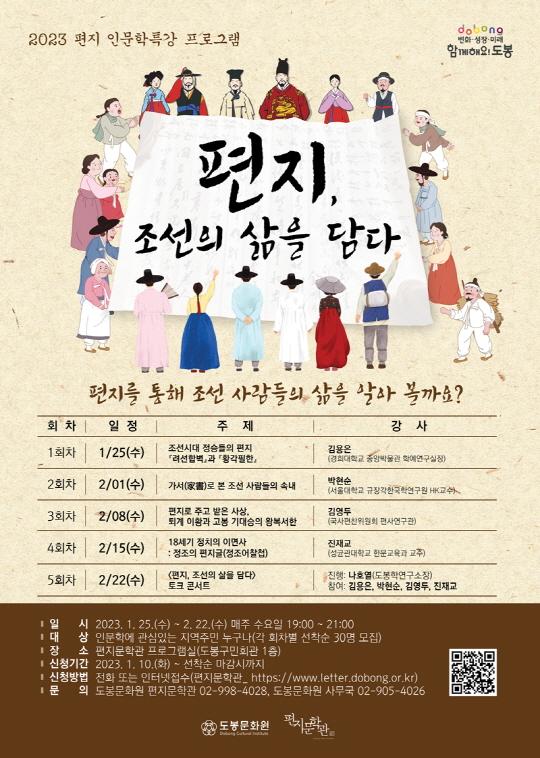 2023 편지 인문학특강 프로그램
dobong
변화·성장·미래
함께해요! 도봉
편지,
조선의 삶을 담다
편지를 통해 조선 사람들의 삶을 알아 볼까요?
회 차 일 정 주 제 강 사
1회차 1/25(수) 조선시대 정승들의 편지 『려선합벽』과 『황각필한』 김용은 (경희대학교 중앙박물관 학예연구실장)
2회차 2/01(수) 가서(家書)로 본 조선 사람들의 속내 박현순 (서울대학교 규장각한국학연구원 HK교수)
3회차 2/08(수) 편지로 주고 받은 사상, 퇴계 이황과 고봉 기대승의 왕복서한 김영두 (국사편찬위원회 편사연구관)
4회차 2/15(수) 18세기 정치의 이면사 : 정조의 편지글(정조어찰첩) 진재교 (성균관대학교 한문교육과 교수)
5회차 2/22(수) <편지, 조선의 삶을 담다> 토크 콘서트 진행: 나호열(도봉학연구소장) 참여: 김용은, 박현순, 김영두, 진재교
일 시 2023. 1. 25.(수) ~ 2. 22.(수) 매주 수요일 19:00 ~ 21:00
대 상 인문학에 관심있는 지역주민 누구나(각 회차별 선착순 30명 모집)
장 소 편지문학관 프로그램실(도봉구민회관 1층)
신청기간 2023. 1. 10.(화) ~ 선착순 마감시까지
신청방법 전화 또는 인터넷접수(편지문학관_ https://www.letter.dobong.or.kr)
문 의 도봉문화원 편지문학관 02-998-4028, 도봉문화원 사무국 02-905-4026
도봉문화원
Dobong Cultural Institute
편지문학관